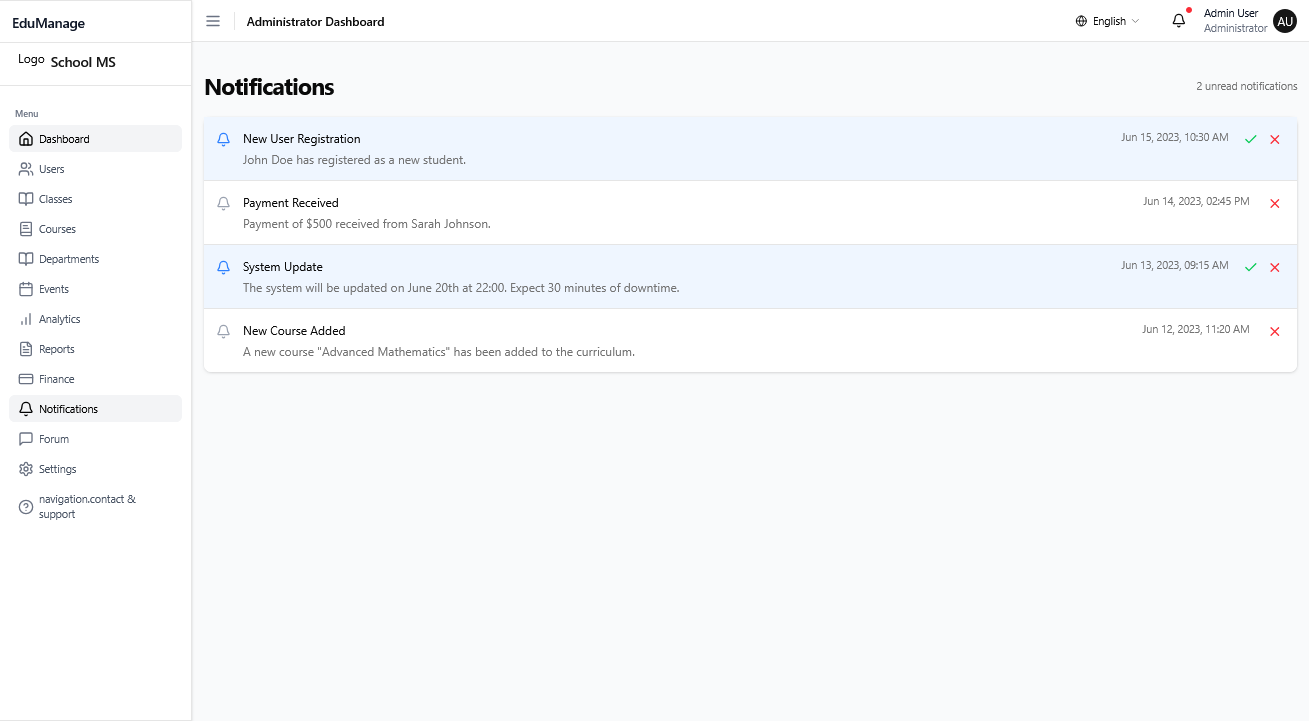 EduManage
Logo School MS
Menu
Dashboard
Users
Classes
Courses
Departments
Events
Analytics
Reports
Finance
Notifications
Forum
Settings
navigation.contact &
support
Administrator Dashboard
English
Admin User
Administrator
AU
Notifications
2 unread notifications
New User Registration
Jun 15, 2023, 10:30 AM
John Doe has registered as a new student.
Payment Received
Jun 14, 2023, 02:45 PM
Payment of $500 received from Sarah Johnson.
System Update
Jun 13, 2023, 09:15 AM
The system will be updated on June 20th at 22:00. Expect 30 minutes of downtime.
New Course Added
Jun 12, 2023, 11:20 AM
A new course "Advanced Mathematics" has been added to the curriculum.